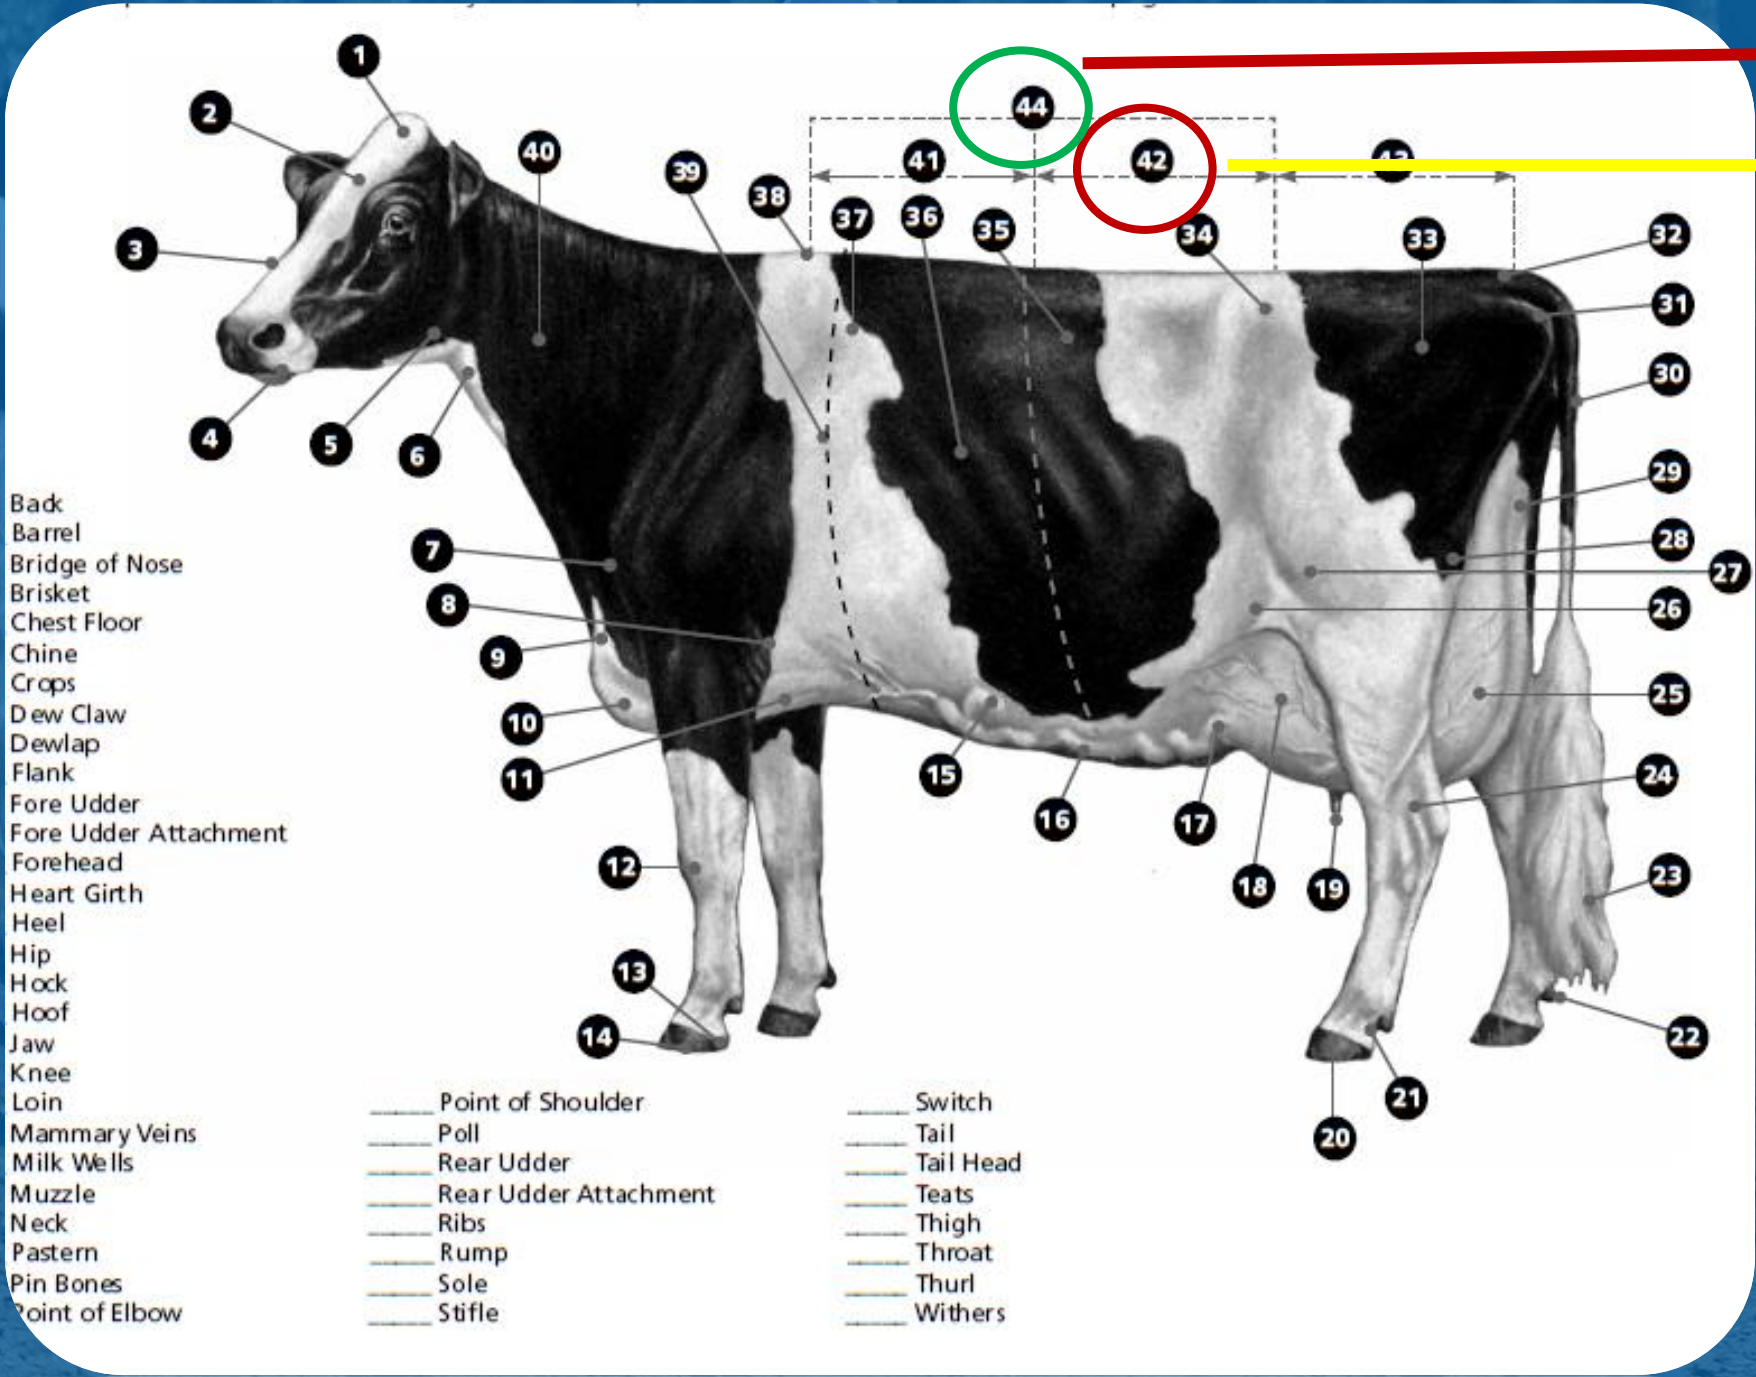 1
44
2
40
41
42
39
38
37
36
35
34
33
32
3
31
30
4
5
6
29
Back
Barrel
7
28
Bridge of Nose
27
Brisket
8
26
Chest Floor
Chine
9
Crops
25
Dew Claw
10
Dewlap
Flank
11
15
24
Fore Udder
16
17
Fore Udder Attachment
Forehead
12
18
19
23
Heart Girth
Heel
Hip
13
Hock
Hoof
14
22
Jaw
Knee
21
Loin
Point of Shoulder
Switch
20
Mammary Veins
Poll
Tail
Milk Wells
Rear Udder
Tail Head
Muzzle
Rear Udder Attachment
Teats
Neck
Ribs
Thigh
Pastern
Rump
Throat
Pin Bones
Sole
Thurl
Point of Elbow
Stifle
Withers